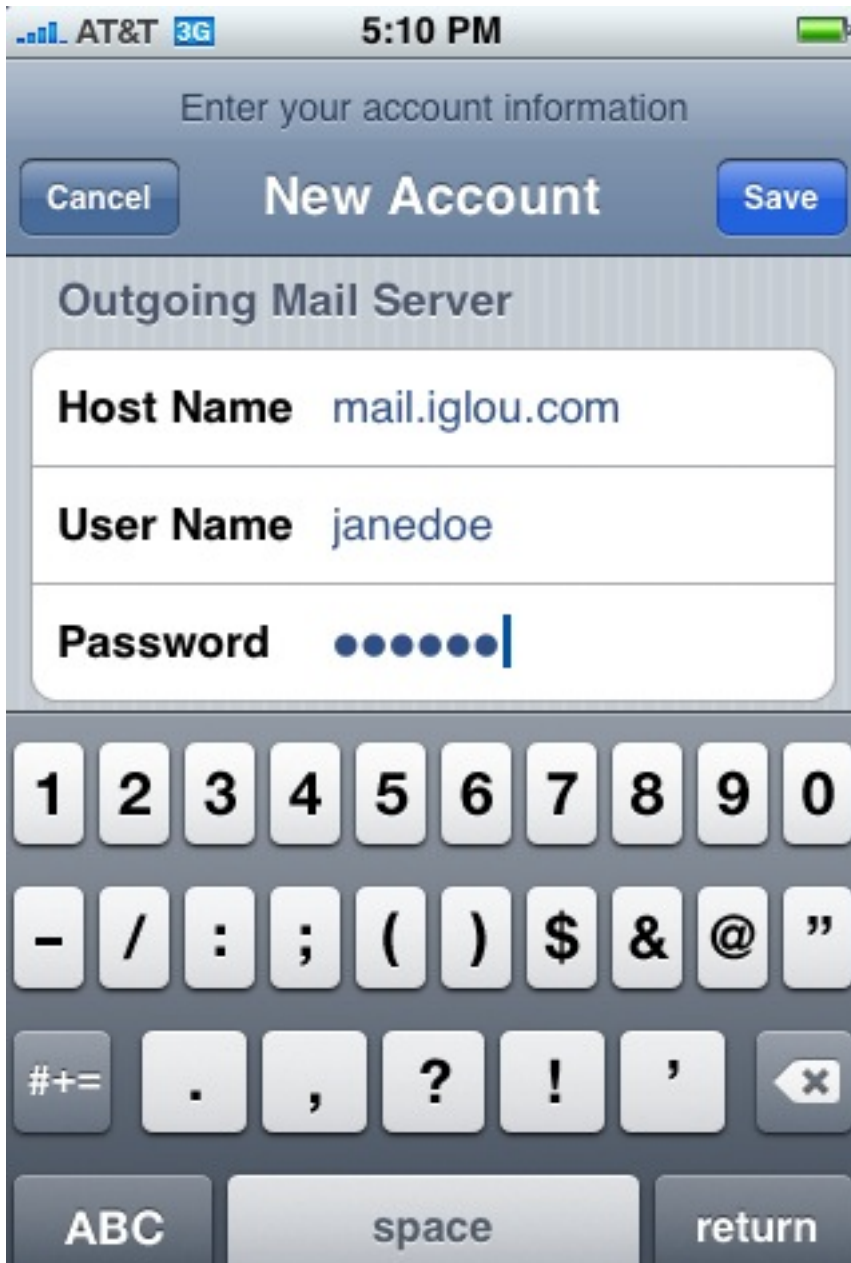 AT&T 3G 5:10 PM
Enter your account information
Cancel New Account Save
Outgoing Mail Server
Host Name mail.iglou.com
User Name janedoe
Password ●●●●●●
1 2 3 4 5 6 7 8 9 0
- / : ; ( ) $ & @ ”
#+= . , ? ! ’
ABC space return